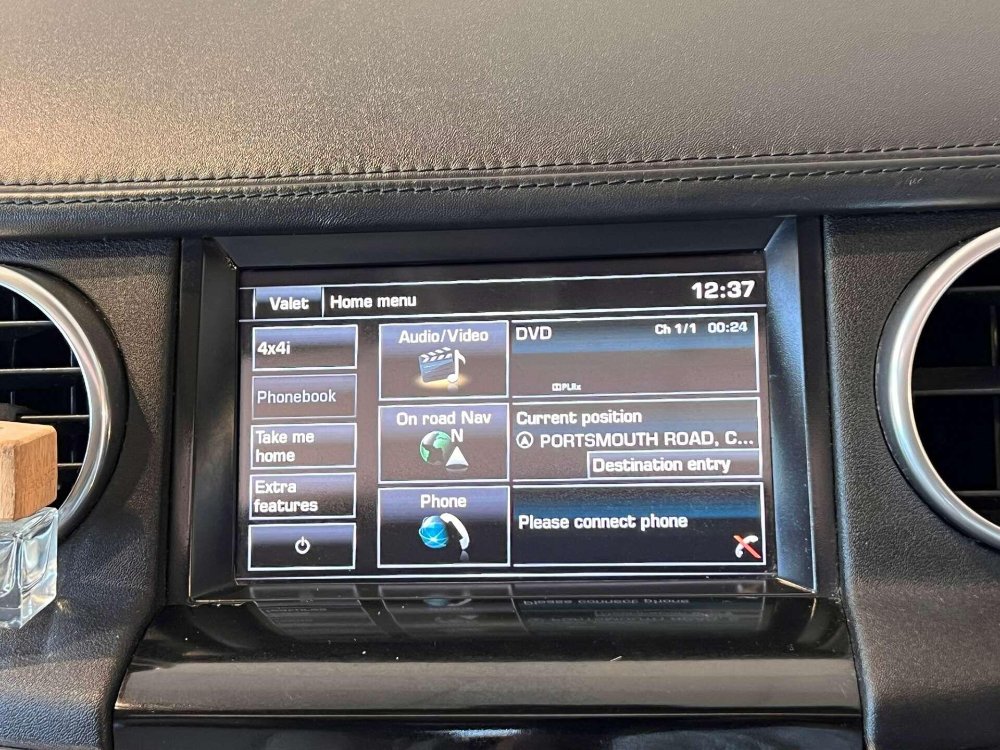 Valet
Home menu
12:37
4x4i
Audio/Video
DVD
Ch 1/1 00:24
PLIIx
Phonebook
On road Nav
N
Current position
PORTSMOUTH ROAD, C...
Take me
home
Destination entry
Extra
features
Phone
Please connect phone